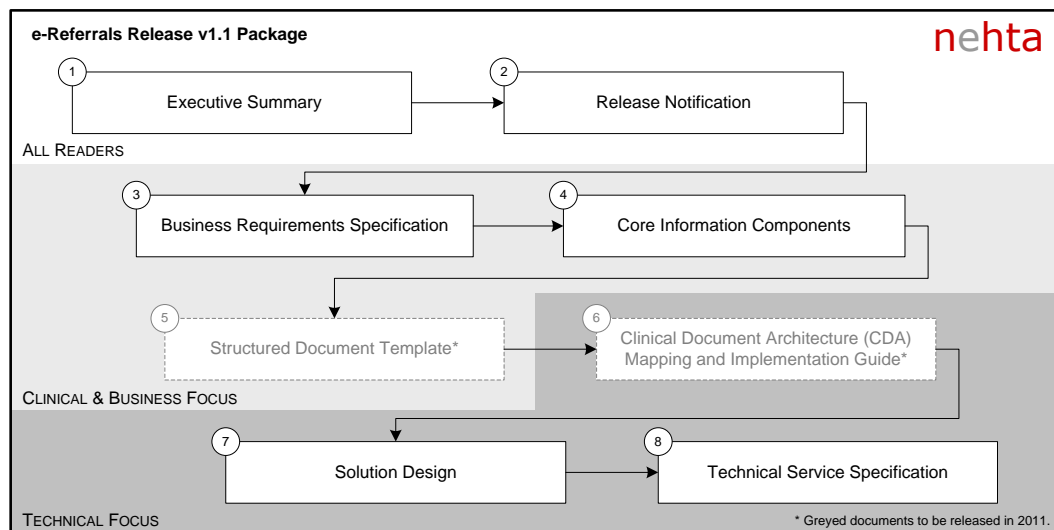 e-Referrals Release v1.1 Package
nehta
1
Executive Summary
2
Release Notification
ALL READERS
3
Business Requirements Specification
4
Core Information Components
5
Structured Document Template*
6
Clinical Document Architecture (CDA)
Mapping and Implementation Guide*
CLINICAL & BUSINESS FOCUS
7
Solution Design
8
Technical Service Specification
TECHNICAL FOCUS
* Greyed documents to be released in 2011.